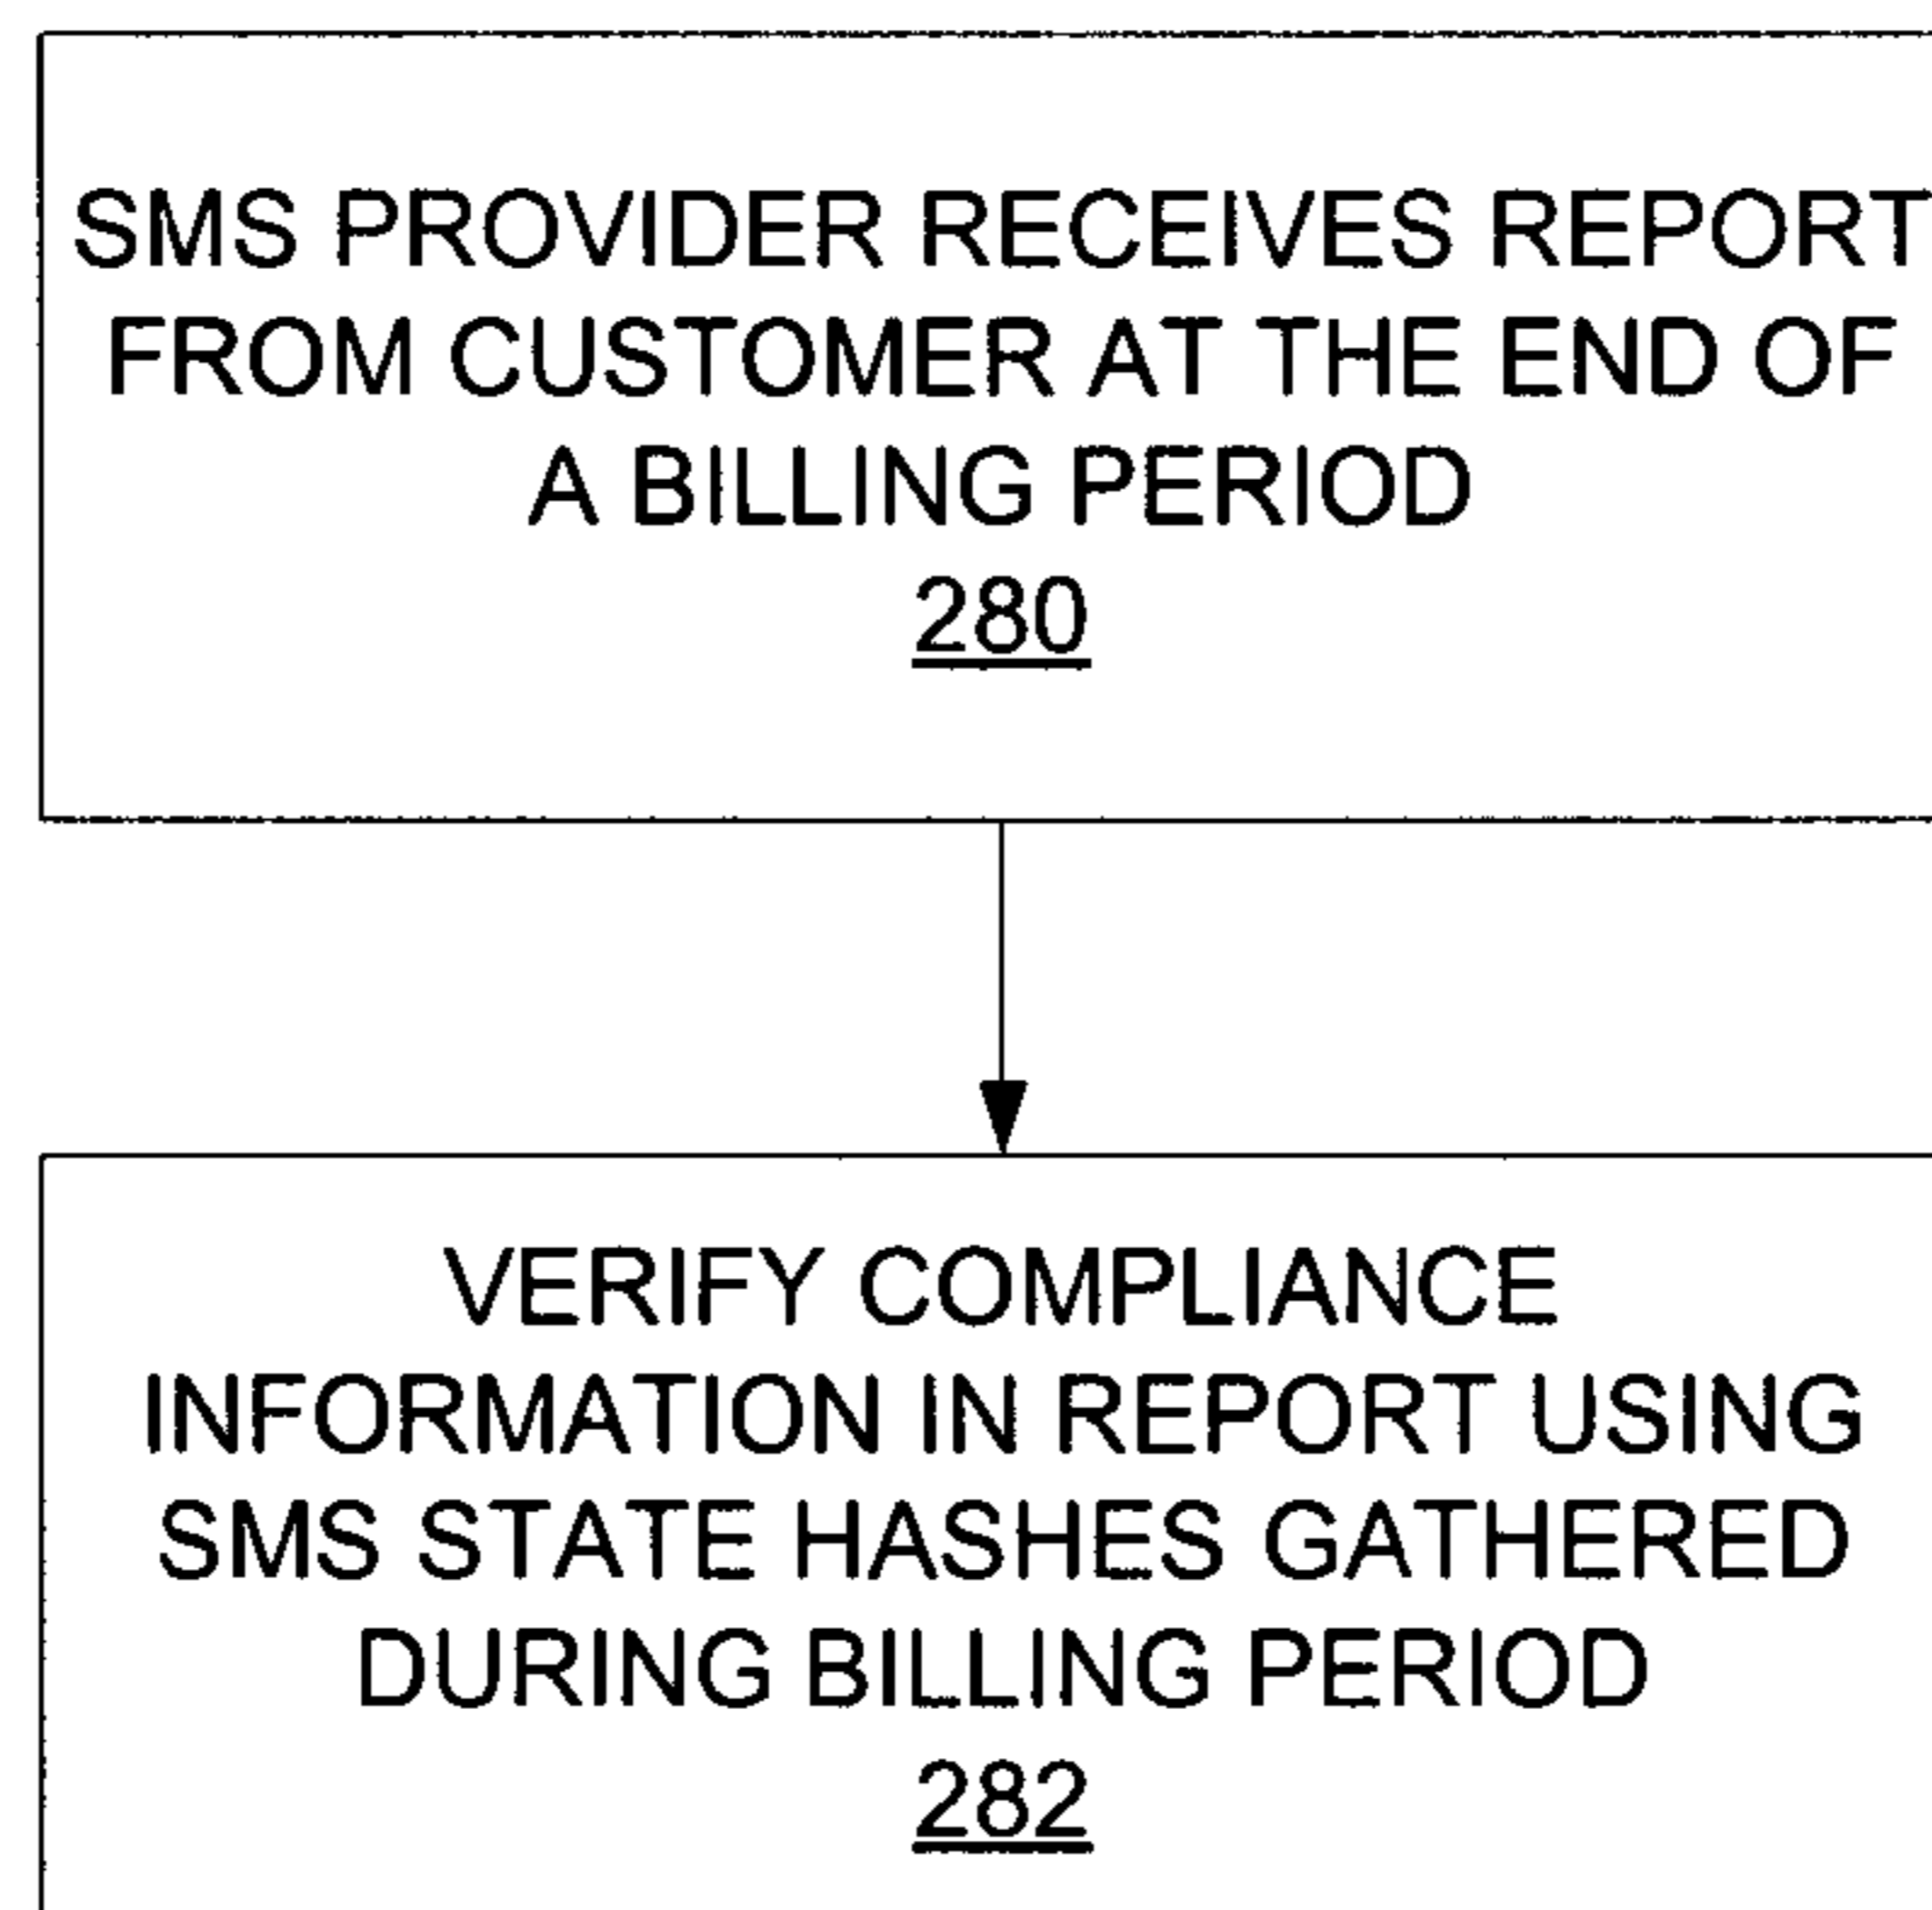 SMS PROVIDER RECEIVES REPORT
FROM CUSTOMER AT THE END OF
A BILLING PERIOD
280
VERIFY COMPLIANCE
INFORMATION IN REPORT USING
SMS STATE HASHES GATHERED
DURING BILLING PERIOD
282